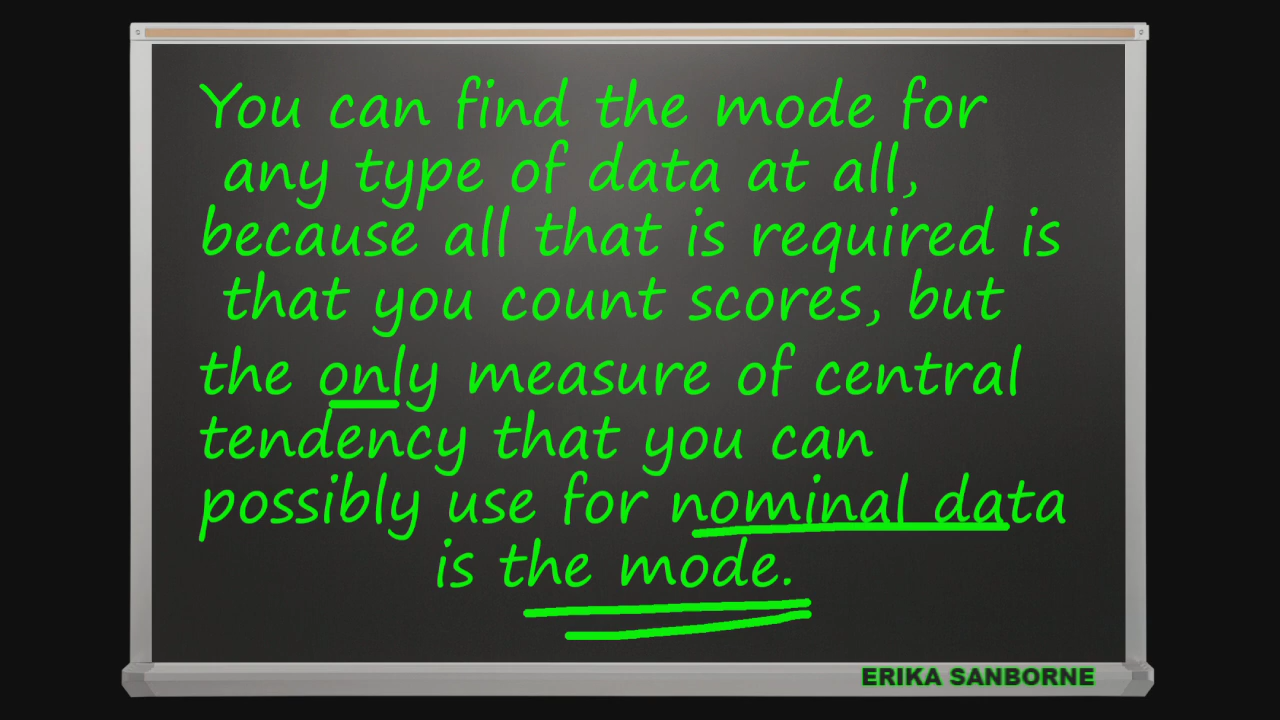 You can find the mode for
any type of data at all,
because all that is required is
that you count scores, but
the only measure of central
tendency that you can
possibly use for nominal data
is the mode.
ERIKA SANBORNE